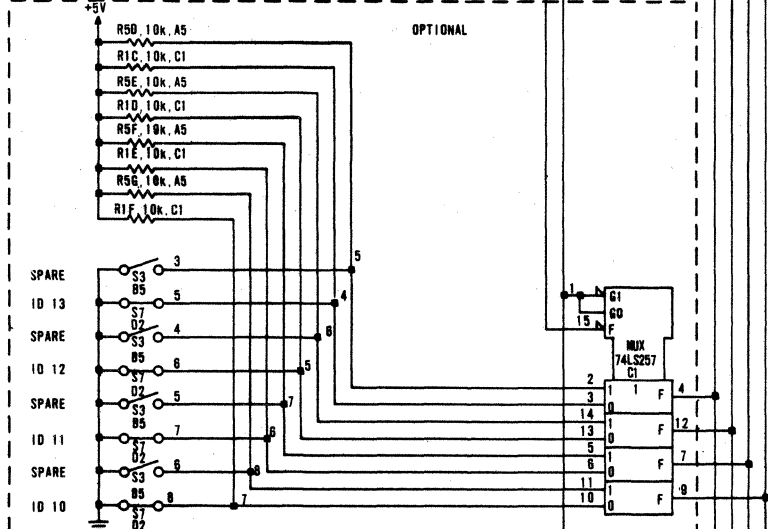 +5V
R5D, 10k, A5
OPTIONAL
R1C, 10k, C1
R5E, 10k, A5
R1D, 10k, C1
R5F, 10k, A5
R1E, 10k, C1
R5G, 10k, A5
R1F, 10k, C1
SPARE
S3
B5
3
5
ID 13
S7
D2
5
4
SPARE
S3
B5
4
6
ID 12
S7
D2
6
5
SPARE
S3
B5
5
7
ID 11
S7
D2
7
6
SPARE
S3
B5
6
8
ID 10
S7
D2
8
7
1
G1
G0
15
F
MUX
74LS257
C1
2
1
1
F
4
3
0
14
1
F
12
13
0
5
1
F
7
6
0
11
1
F
9
10
0